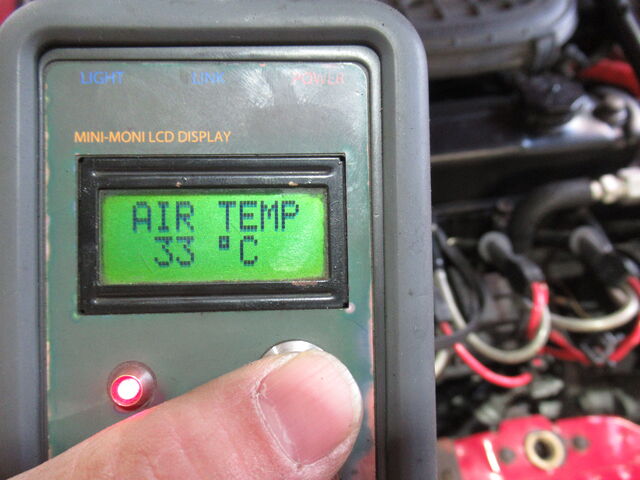 LIGHT LINK POWER
MINI-MONI LCD DISPLAY
AIR TEMP
33 °C